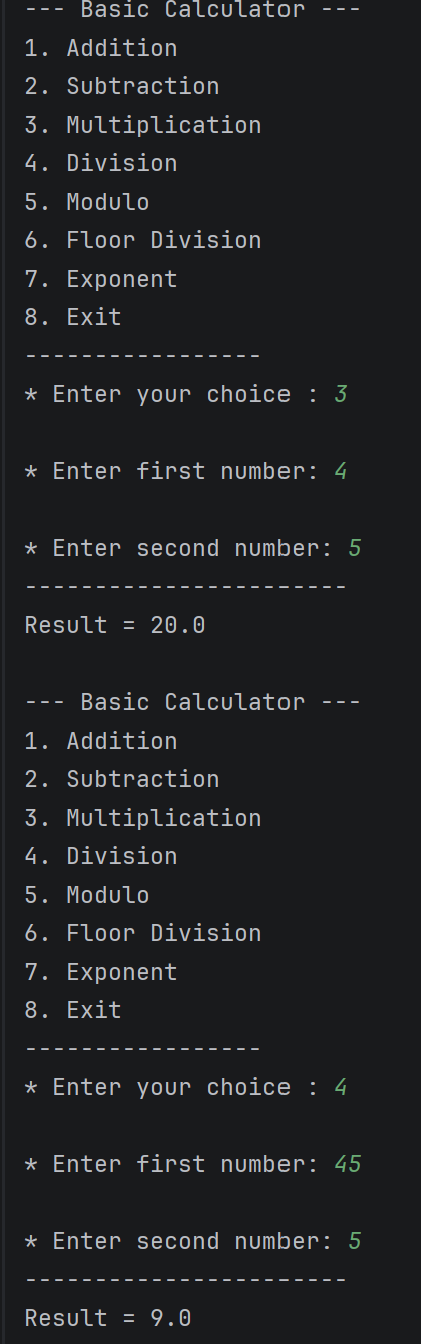 --- Basic Calculator ---
1. Addition
2. Subtraction
3. Multiplication
4. Division
5. Modulo
6. Floor Division
7. Exponent
8. Exit
-----------------
* Enter your choice : 3
* Enter first number: 4
* Enter second number: 5
-----------------------
Result = 20.0
--- Basic Calculator ---
1. Addition
2. Subtraction
3. Multiplication
4. Division
5. Modulo
6. Floor Division
7. Exponent
8. Exit
-----------------
* Enter your choice : 4
* Enter first number: 45
* Enter second number: 5
-----------------------
Result = 9.0